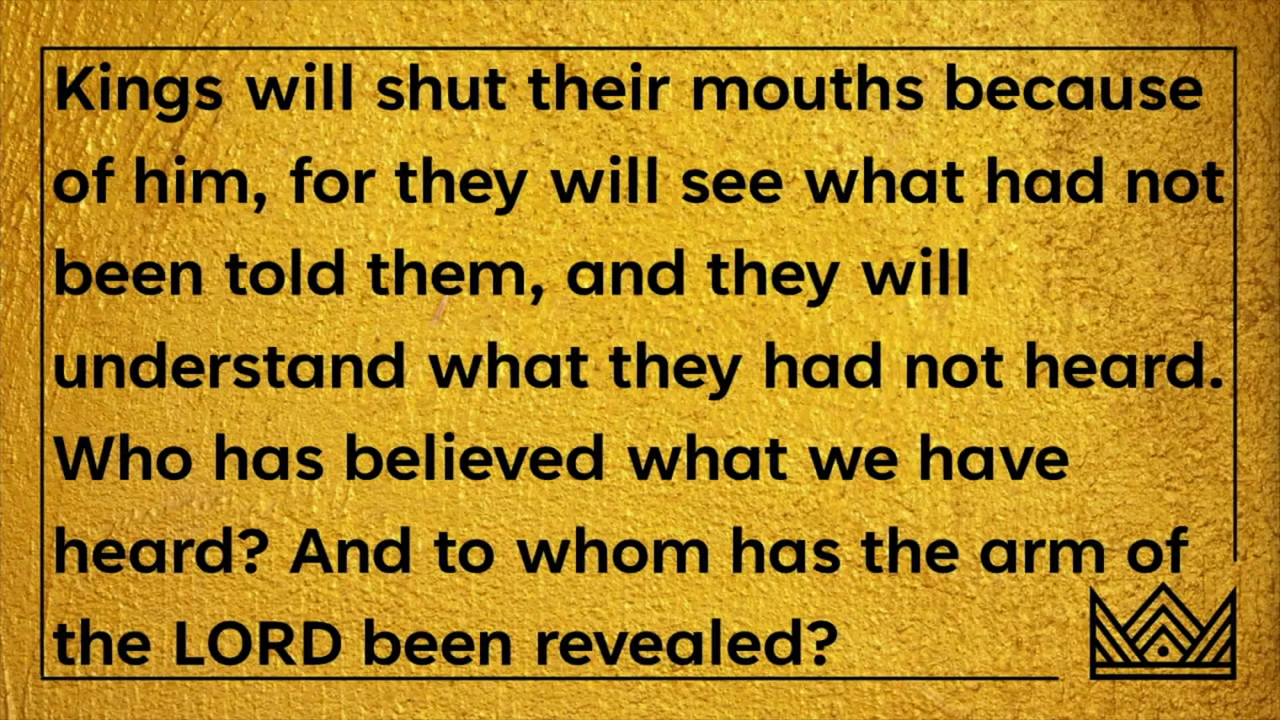 Kings will shut their mouths because
of him, for they will see what had not
been told them, and they will
understand what they had not heard.
Who has believed what we have
heard? And to whom has the arm of
the LORD been revealed?